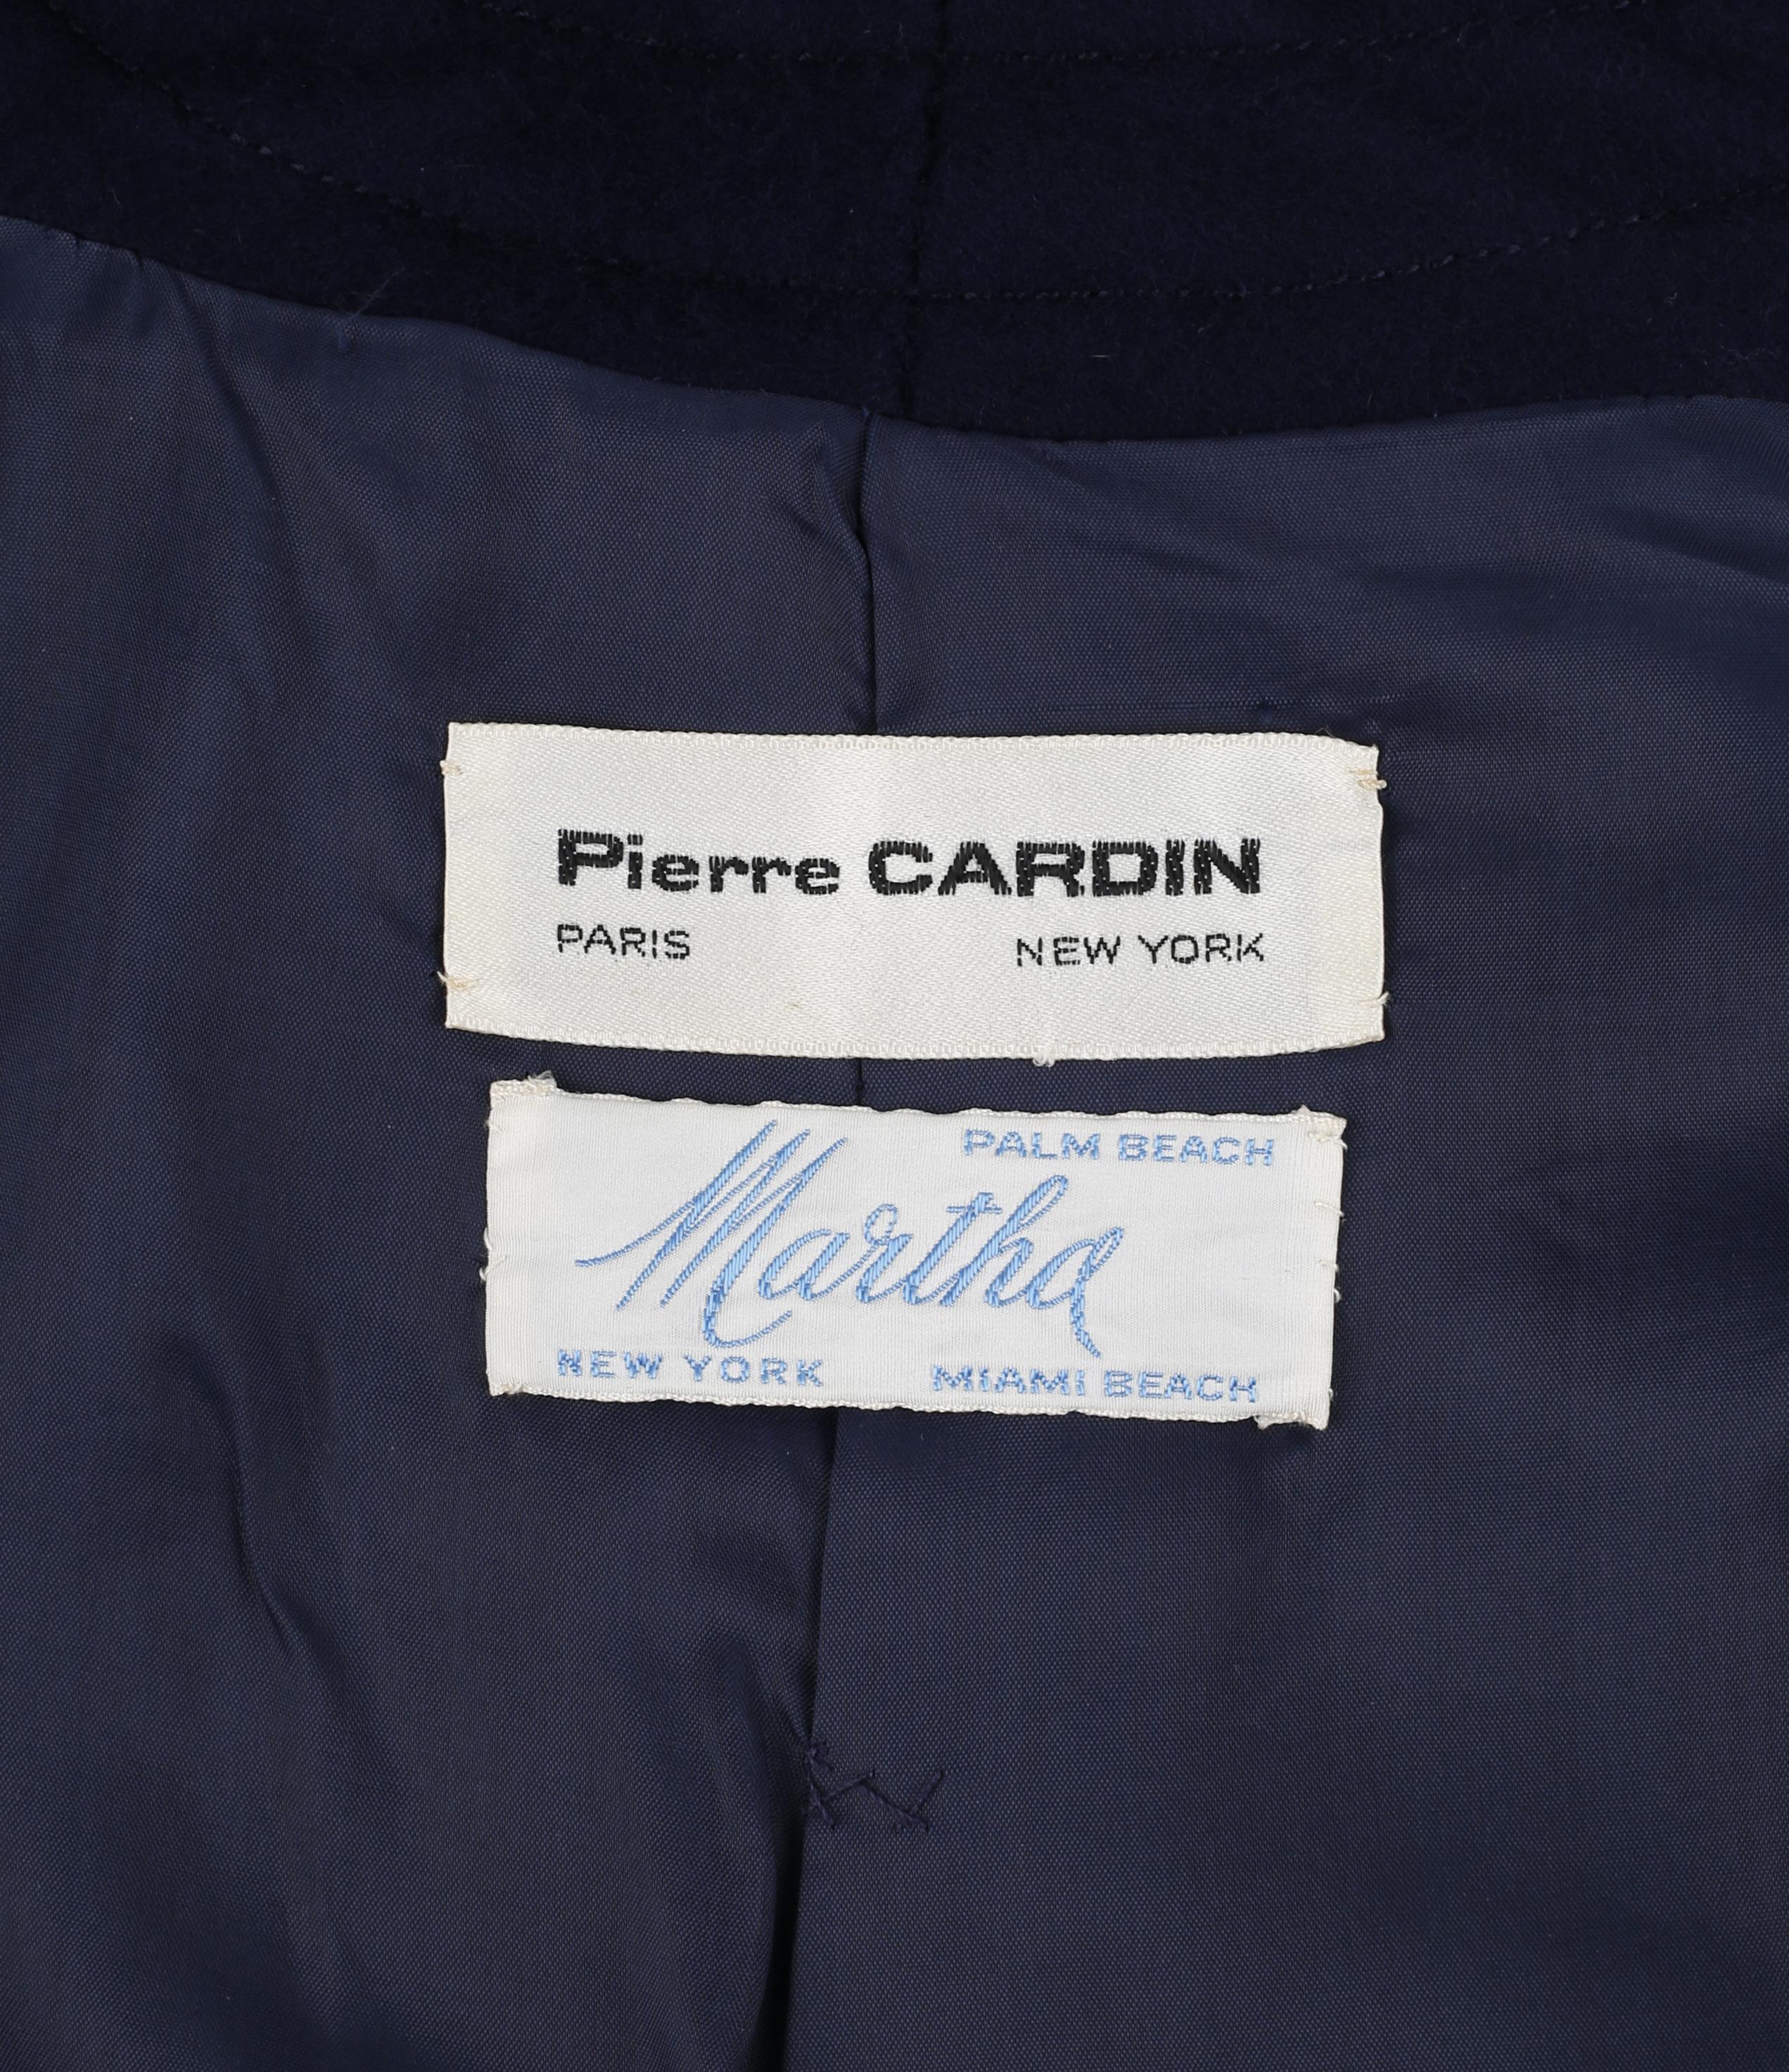 Pierre CARDIN
PARIS NEW YORK
PALM BEACH
Martha
NEW YORK MIAMI BEACH